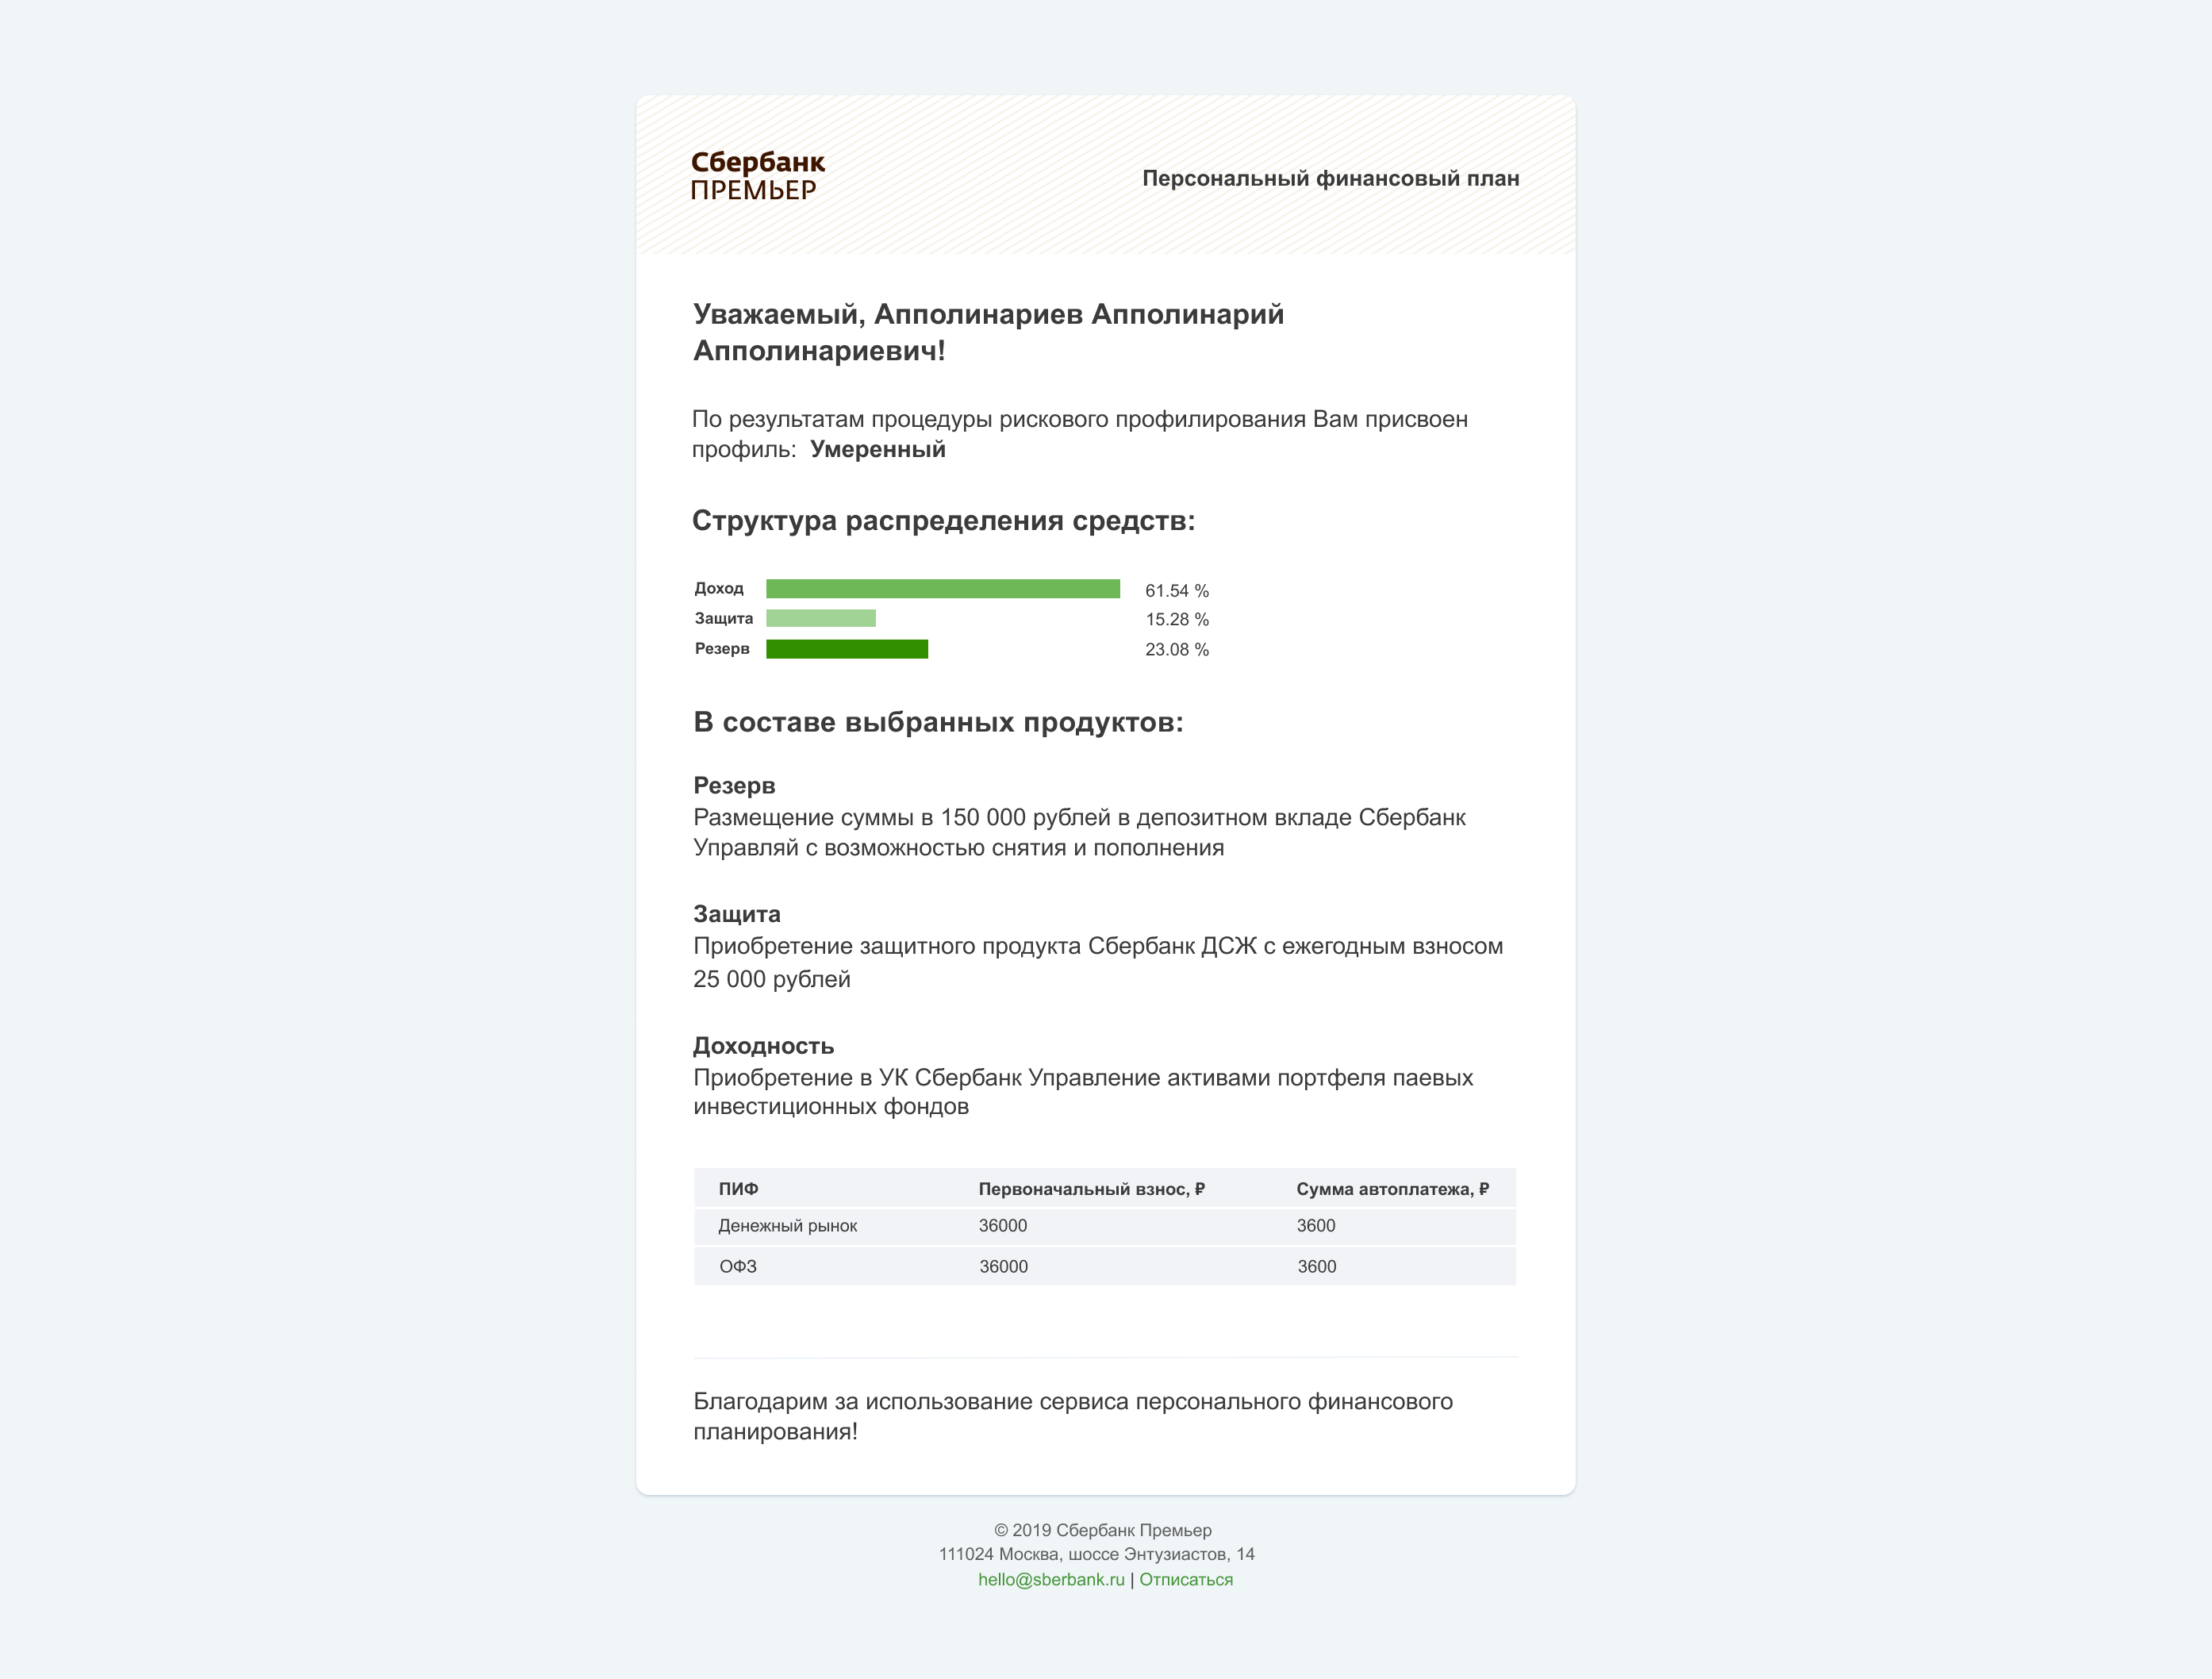 Сбербанк
ПРЕМЬЕР
Персональный финансовый план
Уважаемый, Апполинариев Апполинарий
Апполинариевич!
По результатам процедуры рискового профилирования Вам присвоен
профиль: Умеренный
Структура распределения средств:
Доход 61.54 %
Защита 15.28 %
Резерв 23.08 %
В составе выбранных продуктов:
Резерв
Размещение суммы в 150 000 рублей в депозитном вкладе Сбербанк
Управляй с возможностью снятия и пополнения
Защита
Приобретение защитного продукта Сбербанк ДСЖ с ежегодным взносом
25 000 рублей
Доходность
Приобретение в УК Сбербанк Управление активами портфеля паевых
инвестиционных фондов
ПИФ Первоначальный взнос, ₽ Сумма автоплатежа, ₽
Денежный рынок 36000 3600
ОФЗ 36000 3600
Благодарим за использование сервиса персонального финансового
планирования!
© 2019 Сбербанк Премьер
111024 Москва, шоссе Энтузиастов, 14
hello@sberbank.ru | Отписаться